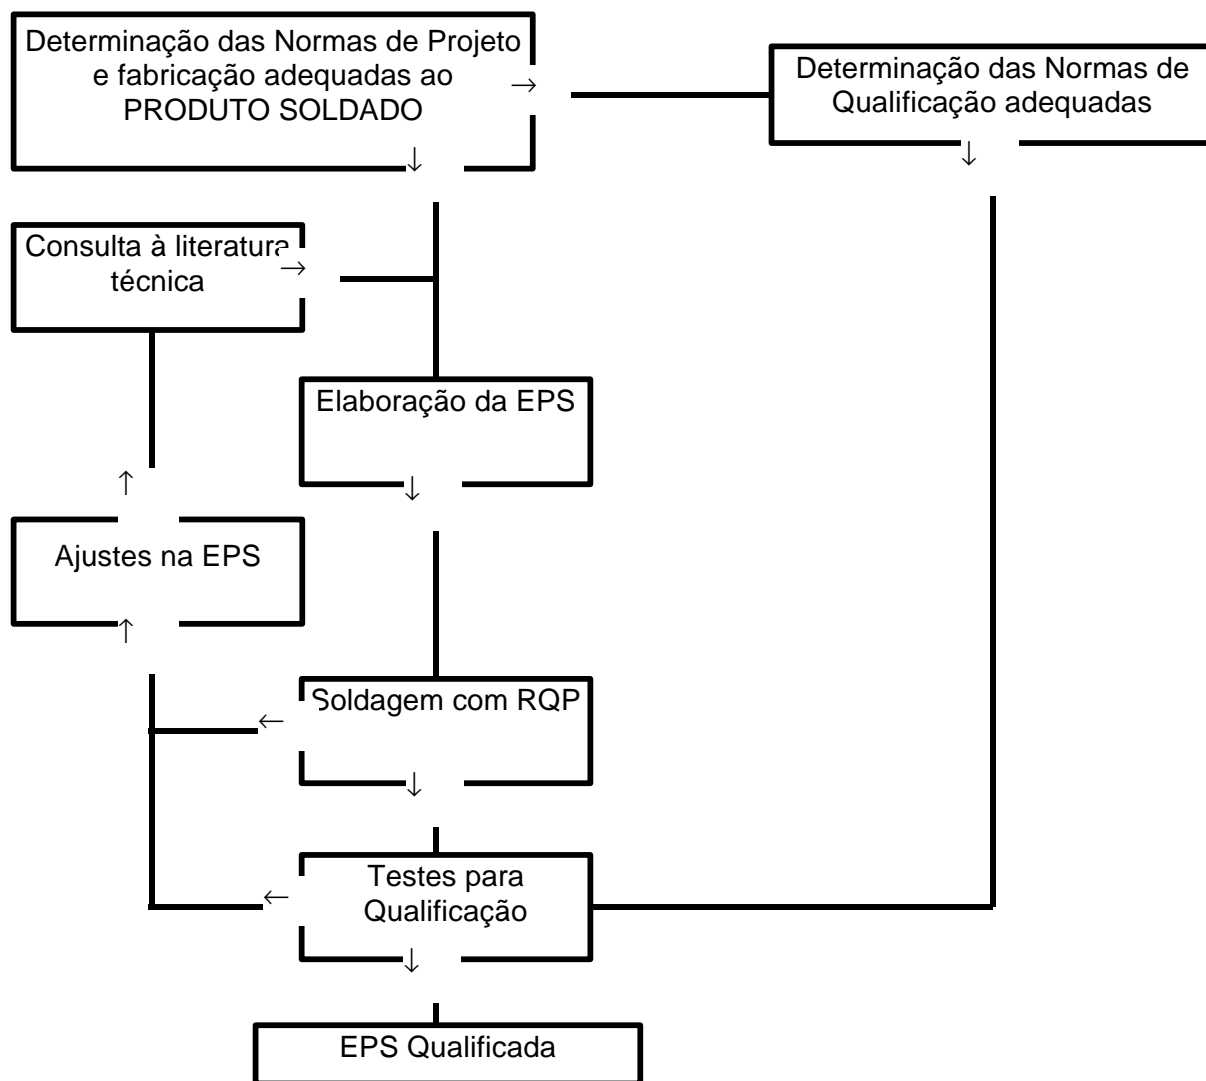 Determinação das Normas de Projeto
e fabricação adequadas ao
PRODUTO SOLDADO
→
↓
Determinação das Normas de
Qualificação adequadas
↓
Consulta à literatura
técnica
→
Elaboração da EPS
↓
↑
Ajustes na EPS
↑
Soldagem com RQP
←
↓
Testes para
Qualificação
←
↓
EPS Qualificada